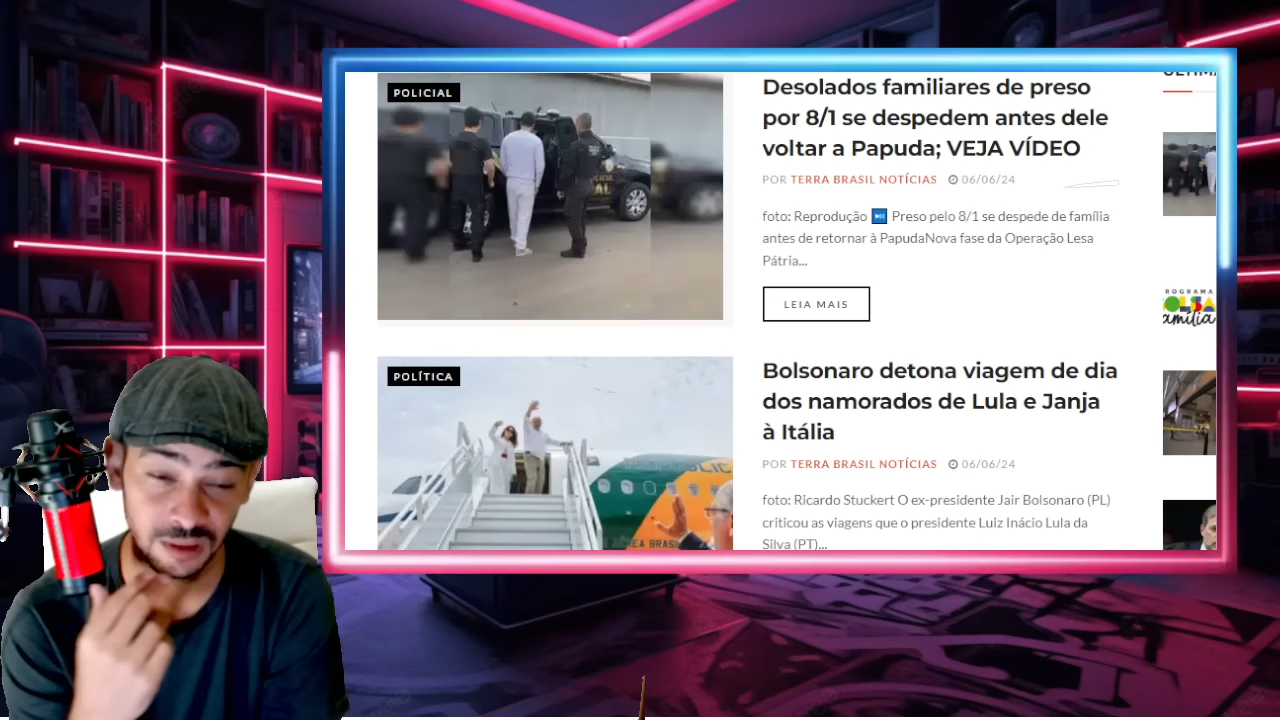 POLICIAL
Desolados familiares de preso
por 8/1 se despedem antes dele
voltar a Papuda; VEJA VÍDEO
POR TERRA BRASIL NOTÍCIAS 06/06/24
foto: Reprodução ⏯ Preso pelo 8/1 se despede de família
antes de retornar à PapudaNova fase da Operação Lesa
Pátria...
LEIA MAIS
POLÍTICA
Bolsonaro detona viagem de dia
dos namorados de Lula e Janja
à Itália
POR TERRA BRASIL NOTÍCIAS 06/06/24
foto: Ricardo Stuckert O ex-presidente Jair Bolsonaro (PL)
criticou as viagens que o presidente Luiz Inácio Lula da
Silva (PT)...